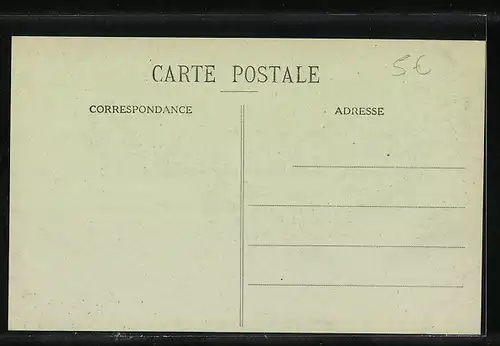 CARTE POSTALE
5€
CORRESPONDANCE
ADRESSE